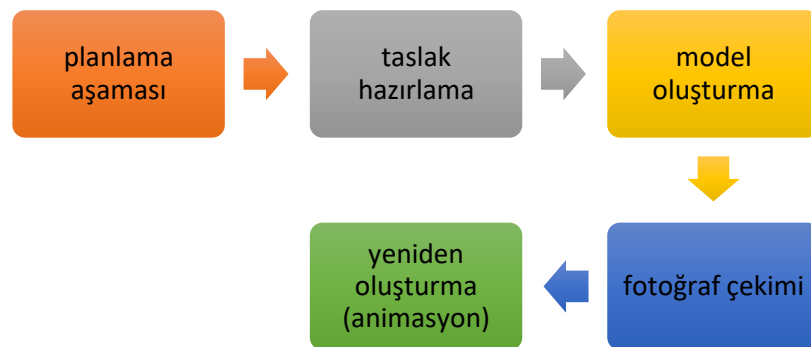 planlama
aşaması
taslak
hazırlama
model
oluşturma
fotoğraf çekimi
yeniden
oluşturma
(animasyon)